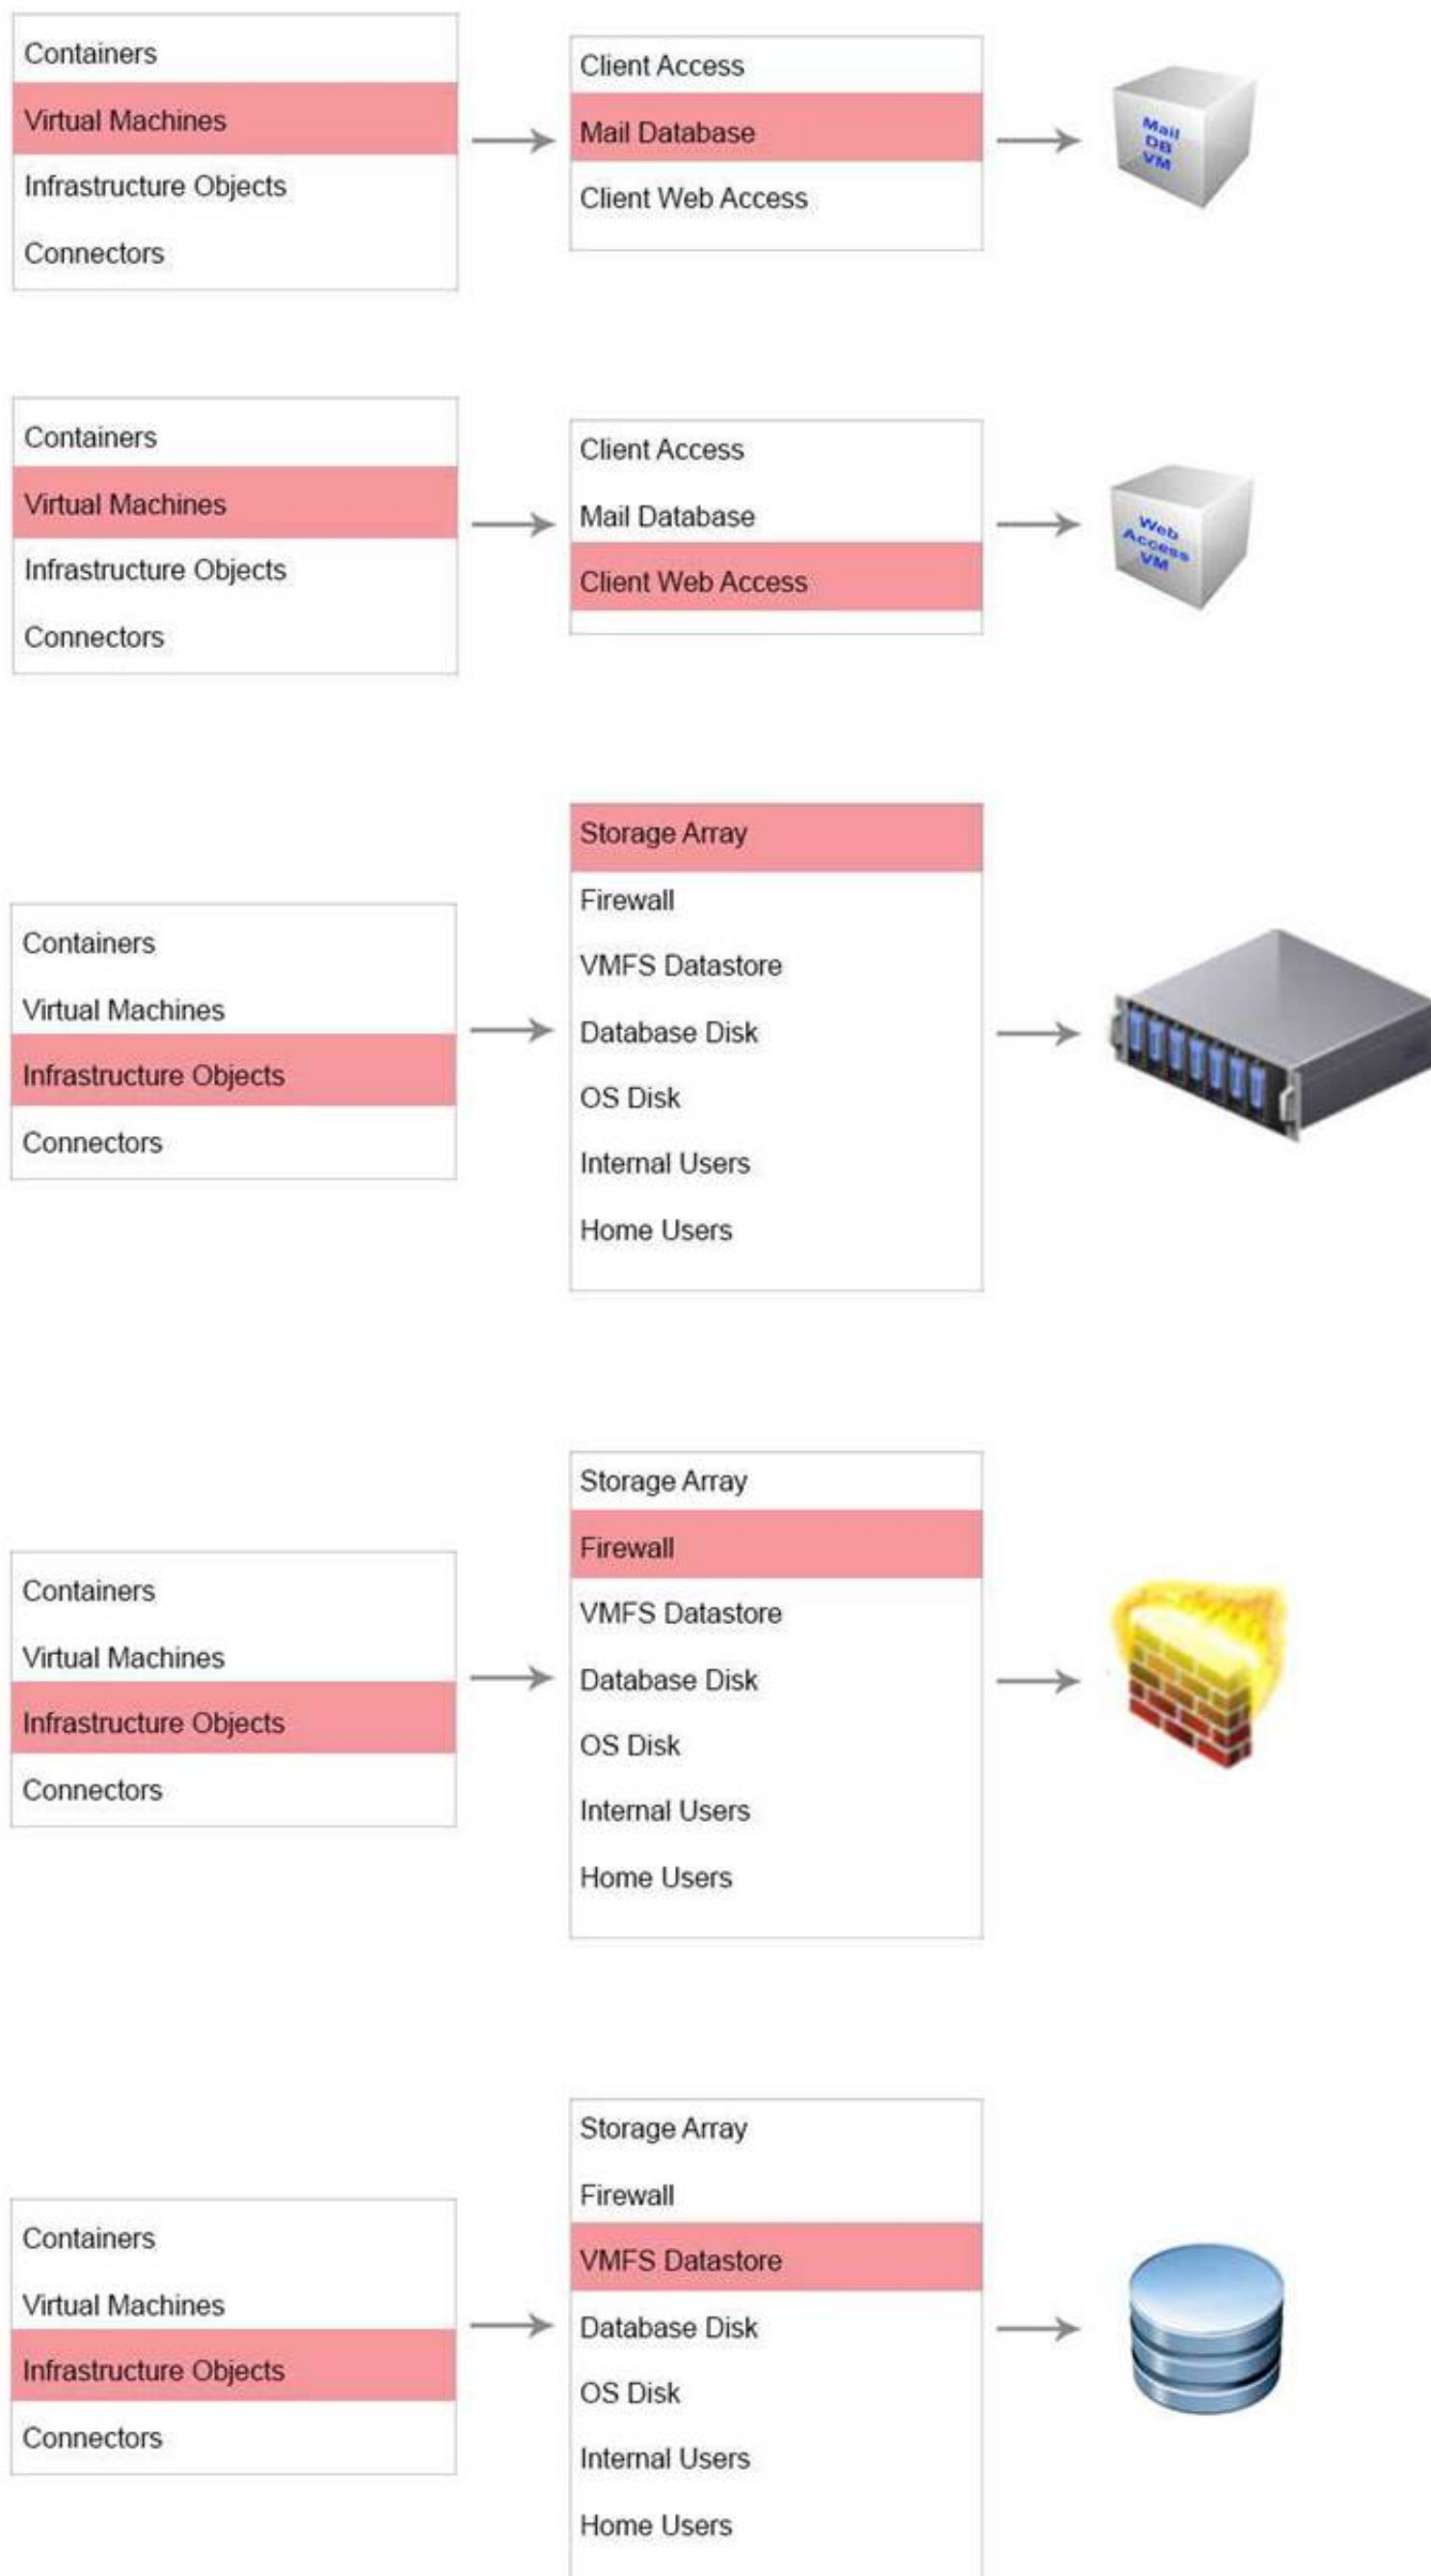 Containers
Virtual Machines
Infrastructure Objects
Connectors
Client Access
Mail Database
Client Web Access
Mail
DB
VM
Containers
Virtual Machines
Infrastructure Objects
Connectors
Client Access
Mail Database
Client Web Access
Web
Access
VM
Containers
Virtual Machines
Infrastructure Objects
Connectors
Storage Array
Firewall
VMFS Datastore
Database Disk
OS Disk
Internal Users
Home Users
Containers
Virtual Machines
Infrastructure Objects
Connectors
Storage Array
Firewall
VMFS Datastore
Database Disk
OS Disk
Internal Users
Home Users
Containers
Virtual Machines
Infrastructure Objects
Connectors
Storage Array
Firewall
VMFS Datastore
Database Disk
OS Disk
Internal Users
Home Users